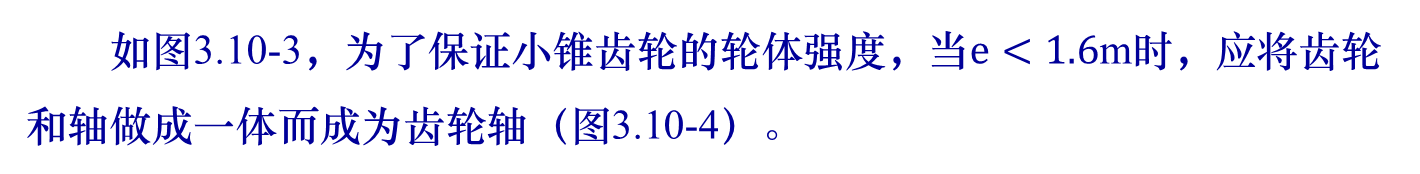 如图3.10-3，为了保证小锥齿轮的轮体强度，当e < 1.6m时，应将齿轮
和轴做成一体而成为齿轮轴（图3.10-4）。